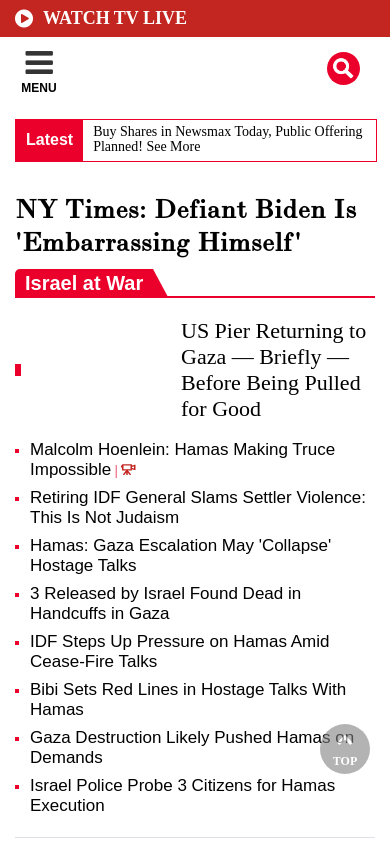 WATCH TV LIVE
MENU
Latest
Buy Shares in Newsmax Today, Public Offering
Planned! See More
NY Times: Defiant Biden Is
'Embarrassing Himself'
Israel at War
US Pier Returning to
Gaza — Briefly —
Before Being Pulled
for Good
Malcolm Hoenlein: Hamas Making Truce
Impossible |
Retiring IDF General Slams Settler Violence:
This Is Not Judaism
Hamas: Gaza Escalation May 'Collapse'
Hostage Talks
3 Released by Israel Found Dead in
Handcuffs in Gaza
IDF Steps Up Pressure on Hamas Amid
Cease-Fire Talks
Bibi Sets Red Lines in Hostage Talks With
Hamas
Gaza Destruction Likely Pushed Hamas on
Demands
TOP
Israel Police Probe 3 Citizens for Hamas
Execution